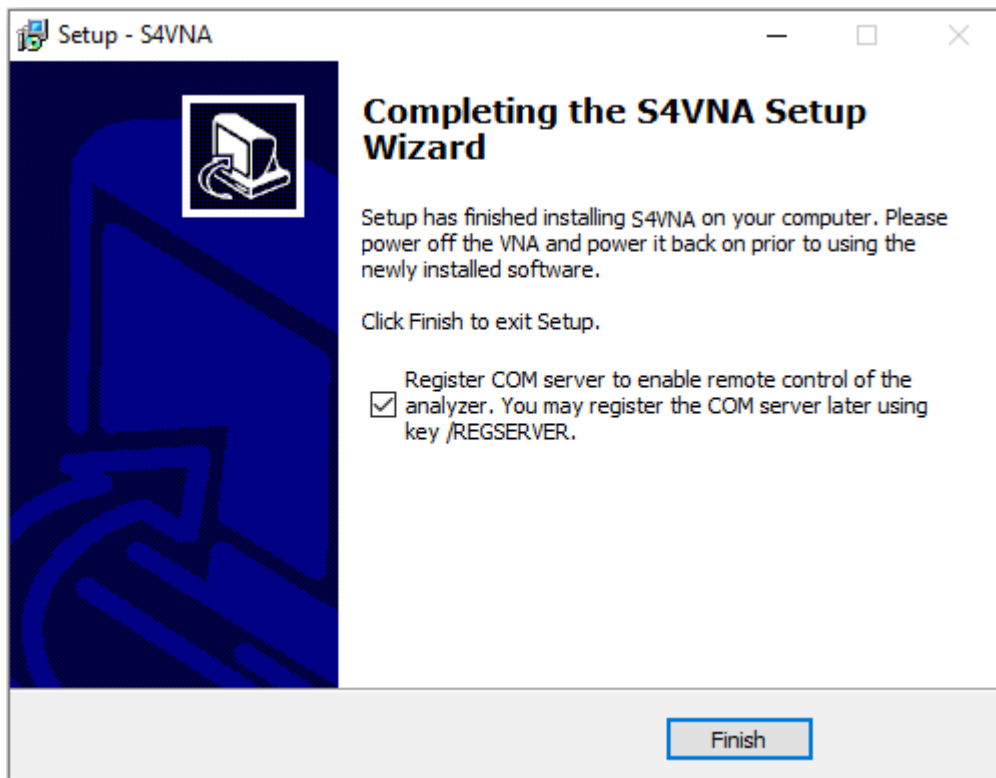 Setup - S4VNA
Completing the S4VNA Setup
Wizard
Setup has finished installing S4VNA on your computer. Please
power off the VNA and power it back on prior to using the
newly installed software.
Click Finish to exit Setup.
Register COM server to enable remote control of the
analyzer. You may register the COM server later using
key /REGSERVER.
Finish